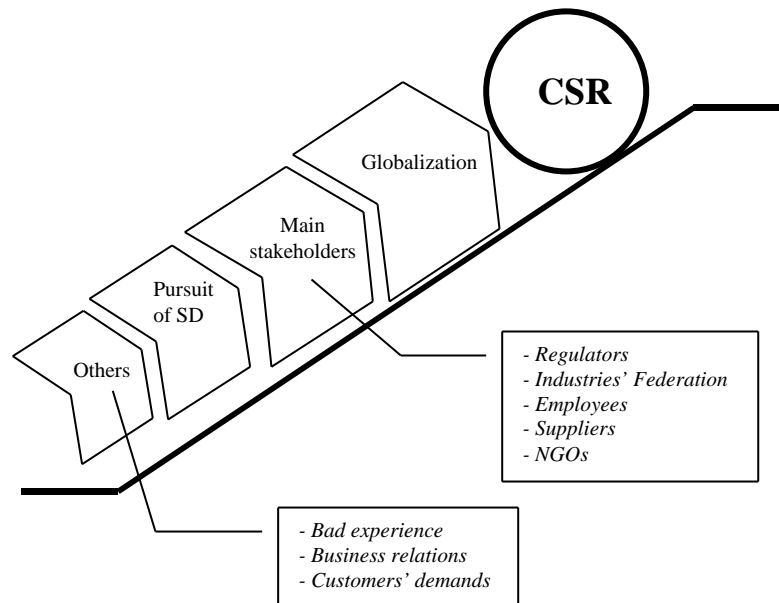 CSR
Globalization
Main
stakeholders
Pursuit
of SD
Others
- Regulators
- Industries’ Federation
- Employees
- Suppliers
- NGOs
- Bad experience
- Business relations
- Customers’ demands